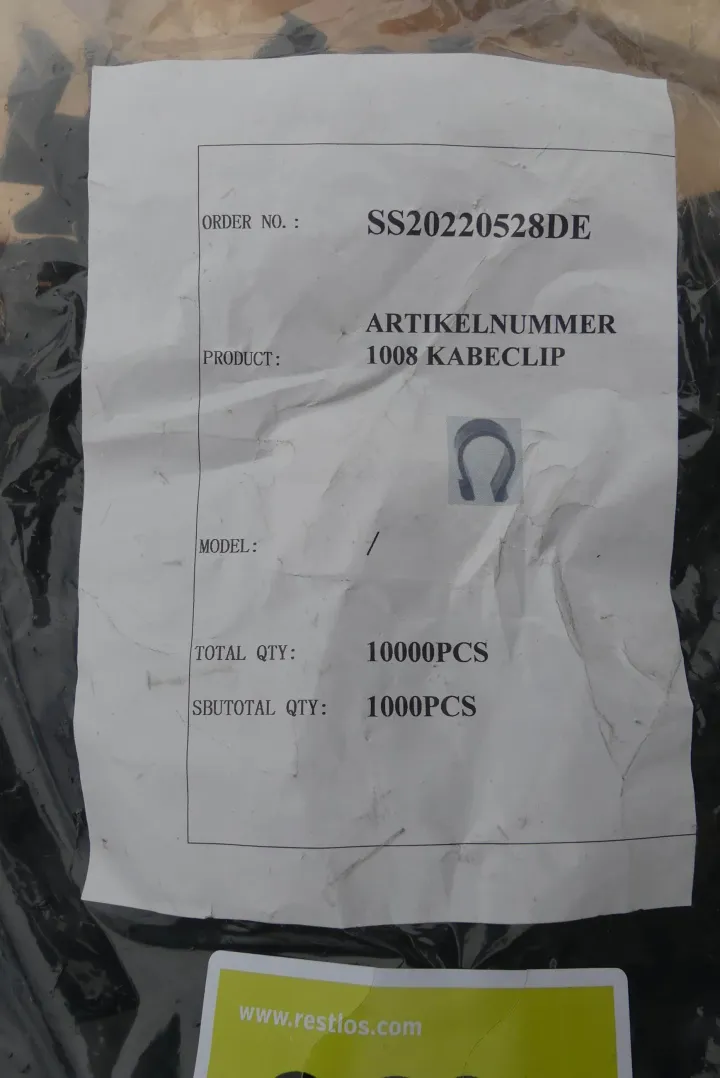 ORDER NO.: SS20220528DE
ARTIKELNUMMER
PRODUCT: 1008 KABECLIP
MODEL: /
TOTAL QTY: 10000PCS
SBUTOTAL QTY: 1000PCS
www.restlos.com